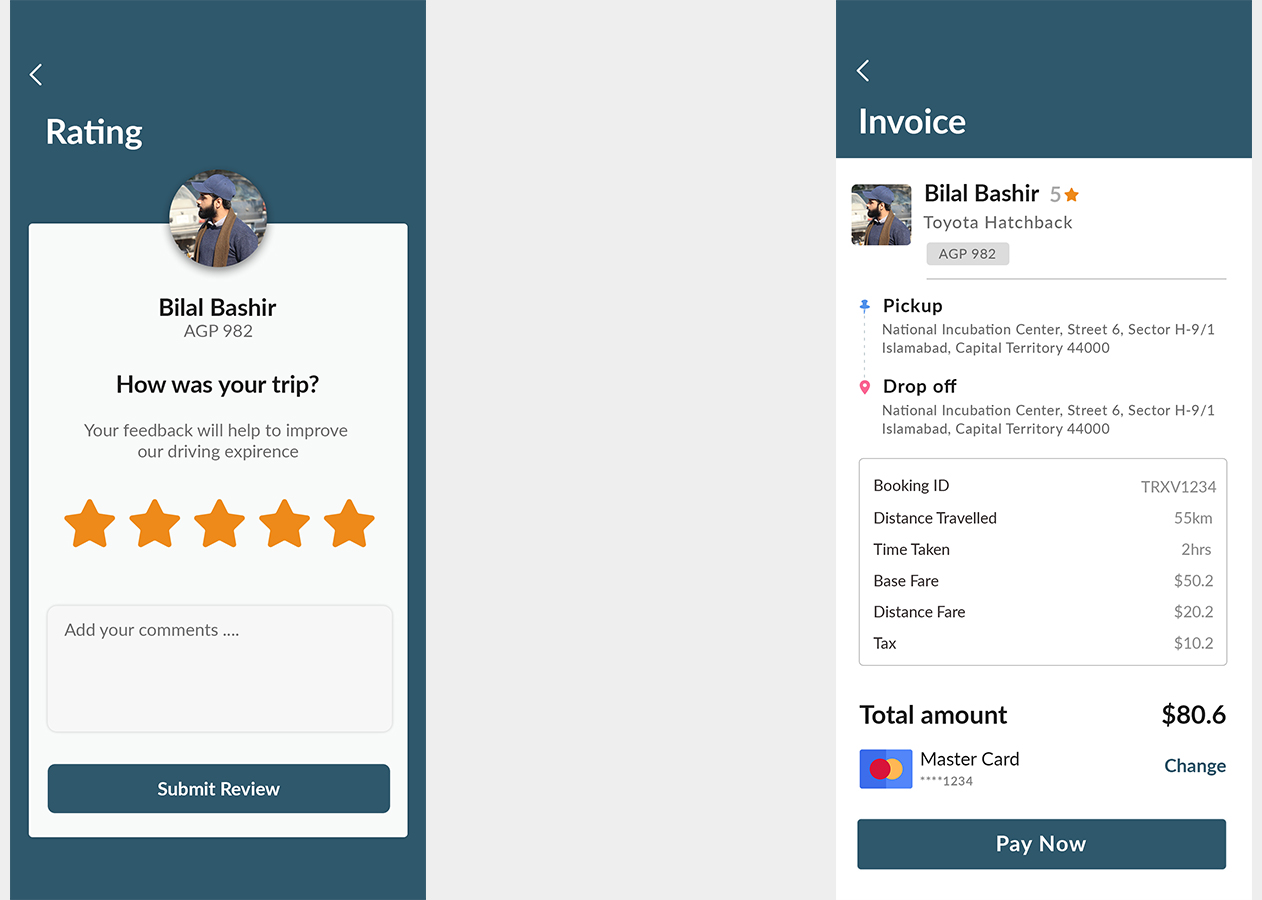 Rating
Bilal Bashir
AGP 982
How was your trip?
Your feedback will help to improve
our driving expirence
Add your comments ....
Submit Review
Invoice
Bilal Bashir 5
Toyota Hatchback
AGP 982
Pickup
National Incubation Center, Street 6, Sector H-9/1
Islamabad, Capital Territory 44000
Drop off
National Incubation Center, Street 6, Sector H-9/1
Islamabad, Capital Territory 44000
Booking ID TRXV1234
Distance Travelled 55km
Time Taken 2hrs
Base Fare $50.2
Distance Fare $20.2
Tax $10.2
Total amount $80.6
Master Card
****1234
Change
Pay Now